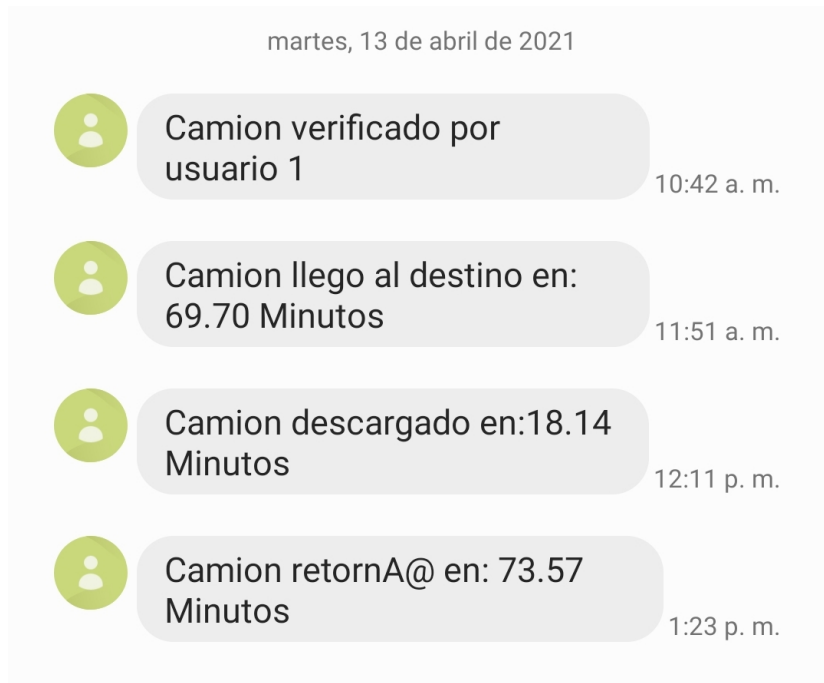 martes, 13 de abril de 2021
Camion verificado por
usuario 1
10:42 a. m.
Camion llego al destino en:
69.70 Minutos
11:51 a. m.
Camion descargado en:18.14
Minutos
12:11 p. m.
Camion retornA@ en: 73.57
Minutos
1:23 p. m.